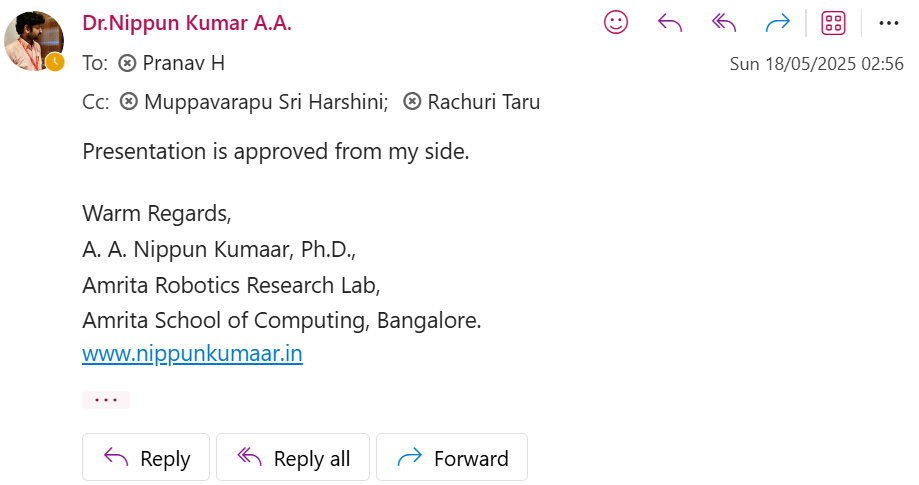 Dr.Nippun Kumar A.A.
To: Pranav H
Sun 18/05/2025 02:56
Cc: Muppavarapu Sri Harshini; Rachuri Taru
Presentation is approved from my side.
Warm Regards,
A. A. Nippun Kumaar, Ph.D.,
Amrita Robotics Research Lab,
Amrita School of Computing, Bangalore.
www.nippunkumaar.in
Reply Reply all Forward